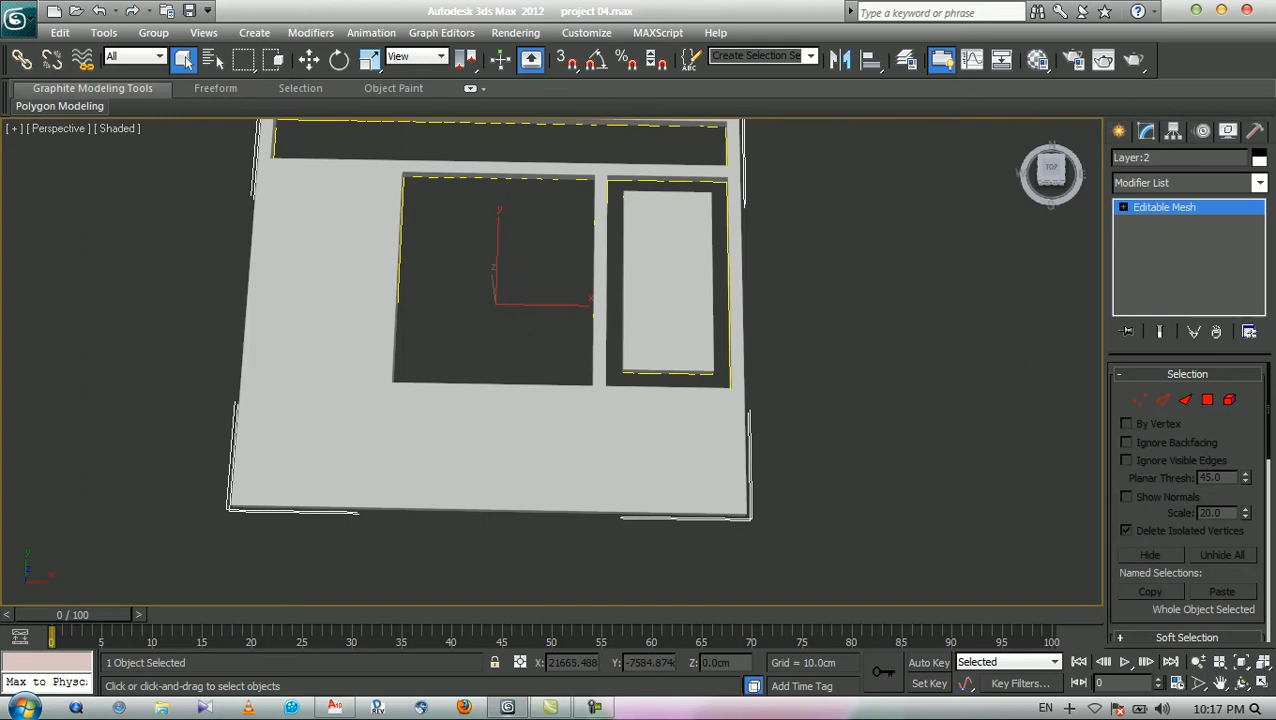 Autodesk 3ds Max 2012 project 04.max
Type a keyword or phrase
Edit Tools Group Views Create Modifiers Animation Graph Editors Rendering Customize MAXScript Help
All View Create Selection Se
Graphite Modeling Tools Freeform Selection Object Paint
Polygon Modeling
[ + ] [ Perspective ] [ Shaded ]
TOP
Layer:2
Modifier List
Editable Mesh
y
z
x
Selection
By Vertex
Ignore Backfacing
Ignore Visible Edges
Planar Thresh: 45.0
Show Normals
Scale: 20.0
Delete Isolated Vertices
Hide Unhide All
Named Selections:
Copy Paste
Whole Object Selected
Soft Selection
y
z
x
0 / 100
0 5 10 15 20 25 30 35 40 45 50 55 60 65 70 75 80 85 90 95 100
1 Object Selected X: 21665.488 Y: -7584.874 Z: 0.0cm Grid = 10.0cm Auto Key Selected
Max to Physc Click or click-and-drag to select objects Add Time Tag Set Key Key Filters... 0
EN 10:17 PM